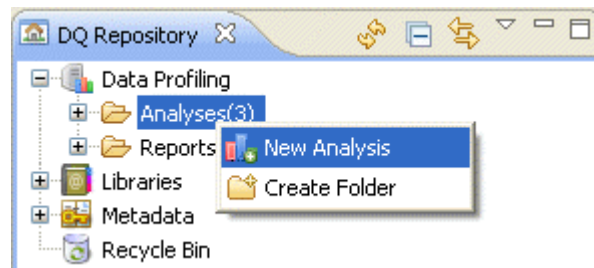 DQ Repository
Data Profiling
Analyses(3)
New Analysis
Reports
Create Folder
Libraries
Metadata
Recycle Bin